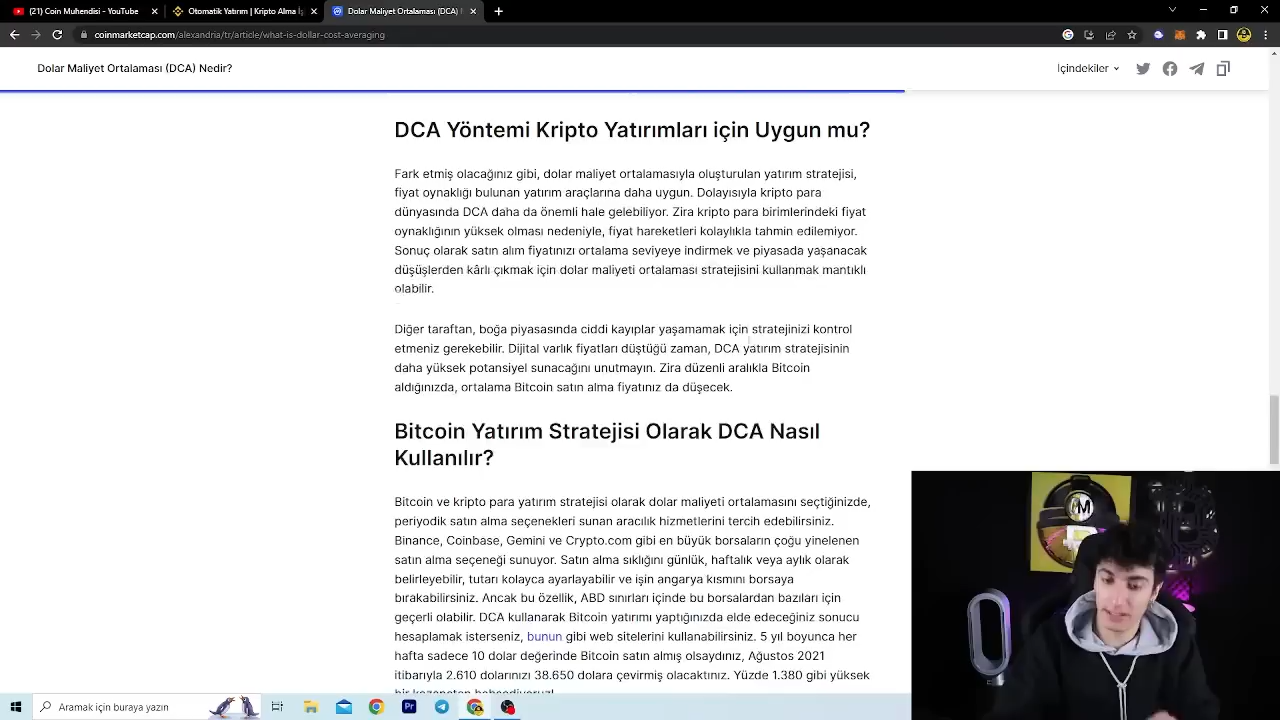 (21) Coin Muhendisi - YouTube
Otomatik Yatırım | Kripto Alma İş
Dolar Maliyet Ortalaması (DCA) N
coinmarketcap.com/alexandria/tr/article/what-is-dollar-cost-averaging
Dolar Maliyet Ortalaması (DCA) Nedir?
İçindekiler
DCA Yöntemi Kripto Yatırımları için Uygun mu?
Fark etmiş olacağınız gibi, dolar maliyet ortalamasıyla oluşturulan yatırım stratejisi,
fiyat oynaklığı bulunan yatırım araçlarına daha uygun. Dolayısıyla kripto para
dünyasında DCA daha da önemli hale gelebiliyor. Zira kripto para birimlerindeki fiyat
oynaklığının yüksek olması nedeniyle, fiyat hareketleri kolaylıkla tahmin edilemiyor.
Sonuç olarak satın alım fiyatınızı ortalama seviyeye indirmek ve piyasada yaşanacak
düşüşlerden kârlı çıkmak için dolar maliyeti ortalaması stratejisini kullanmak mantıklı
olabilir.
Diğer taraftan, boğa piyasasında ciddi kayıplar yaşamamak için stratejinizi kontrol
etmeniz gerekebilir. Dijital varlık fiyatları düştüğü zaman, DCA yatırım stratejisinin
daha yüksek potansiyel sunacağını unutmayın. Zira düzenli aralıkla Bitcoin
aldığınızda, ortalama Bitcoin satın alma fiyatınız da düşecek.
Bitcoin Yatırım Stratejisi Olarak DCA Nasıl
Kullanılır?
Bitcoin ve kripto para yatırım stratejisi olarak dolar maliyeti ortalamasını seçtiğinizde,
periyodik satın alma seçenekleri sunan aracılık hizmetlerini tercih edebilirsiniz.
Binance, Coinbase, Gemini ve Crypto.com gibi en büyük borsaların çoğu yinelenen
satın alma seçeneği sunuyor. Satın alma sıklığını günlük, haftalık veya aylık olarak
belirleyebilir, tutarı kolayca ayarlayabilir ve işin angarya kısmını borsaya
bırakabilirsiniz. Ancak bu özellik, ABD sınırları içinde bu borsalardan bazıları için
geçerli olabilir. DCA kullanarak Bitcoin yatırımı yaptığınızda elde edeceğiniz sonucu
hesaplamak isterseniz, bunun gibi web sitelerini kullanabilirsiniz. 5 yıl boyunca her
hafta sadece 10 dolar değerinde Bitcoin satın almış olsaydınız, Ağustos 2021
itibarıyla 2.610 dolarınızı 38.650 dolara çevirmiş olacaktınız. Yüzde 1.380 gibi yüksek
bir kazançtan bahsediyoruz!
Aramak için buraya yazın
Pr